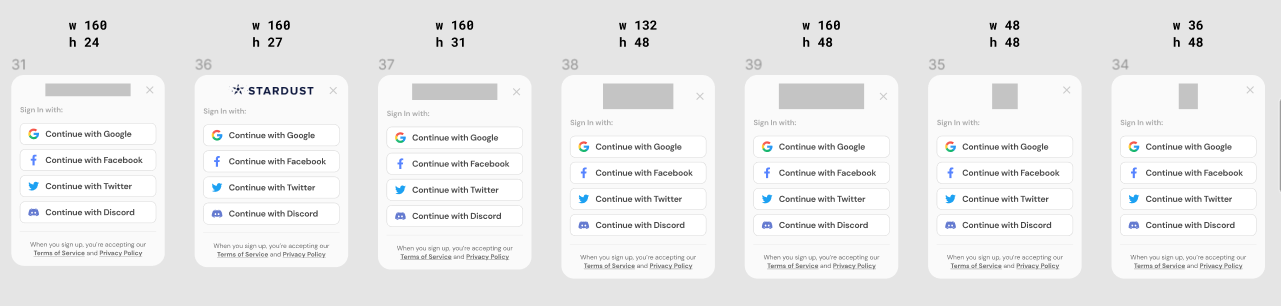 w 160
h 24
31
Sign In with:
Continue with Google
Continue with Facebook
Continue with Twitter
Continue with Discord
When you sign up, you're accepting our
Terms of Service and Privacy Policy
w 160
h 27
36
STARDUST
Sign In with:
Continue with Google
Continue with Facebook
Continue with Twitter
Continue with Discord
When you sign up, you're accepting our
Terms of Service and Privacy Policy
w 160
h 31
37
Sign In with:
Continue with Google
Continue with Facebook
Continue with Twitter
Continue with Discord
When you sign up, you're accepting our
Terms of Service and Privacy Policy
w 132
h 48
38
Sign In with:
Continue with Google
Continue with Facebook
Continue with Twitter
Continue with Discord
When you sign up, you're accepting our
Terms of Service and Privacy Policy
w 160
h 48
39
Sign In with:
Continue with Google
Continue with Facebook
Continue with Twitter
Continue with Discord
When you sign up, you're accepting our
Terms of Service and Privacy Policy
w 48
h 48
35
Sign In with:
Continue with Google
Continue with Facebook
Continue with Twitter
Continue with Discord
When you sign up, you're accepting our
Terms of Service and Privacy Policy
w 36
h 48
34
Sign In with:
Continue with Google
Continue with Facebook
Continue with Twitter
Continue with Discord
When you sign up, you're accepting our
Terms of Service and Privacy Policy